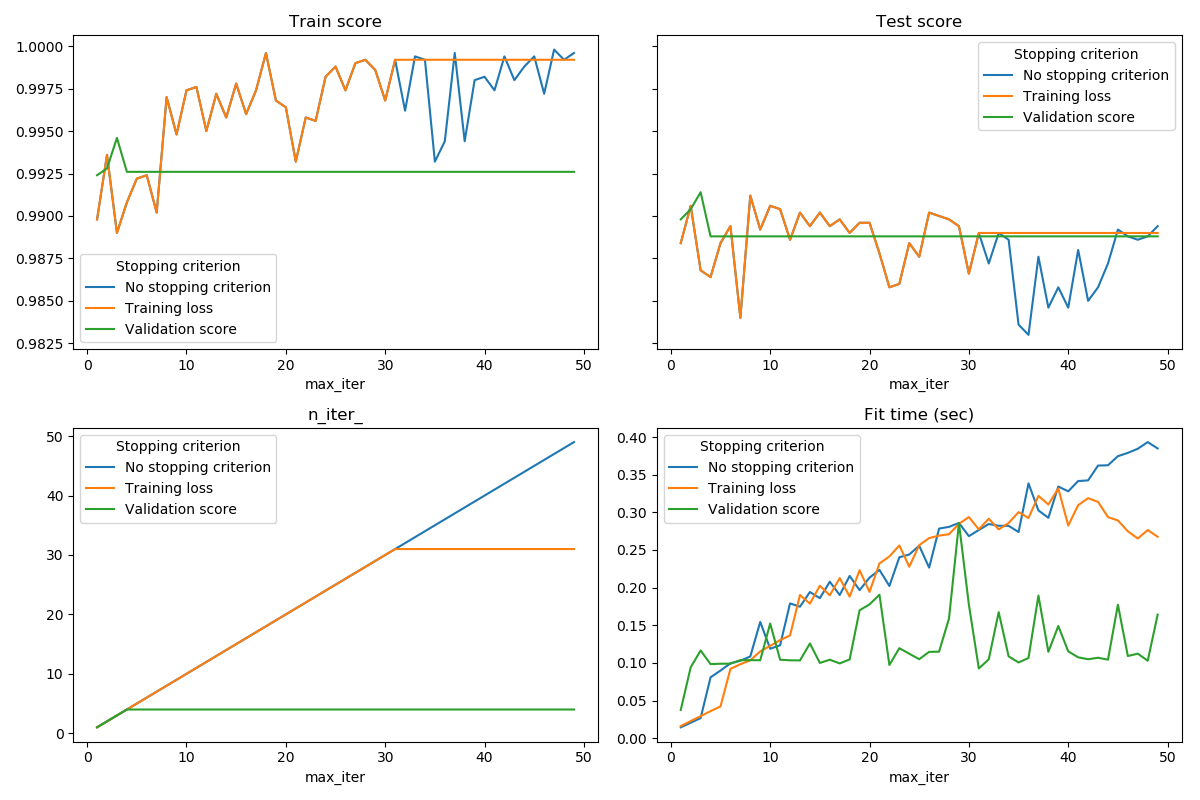 Train score
1.0000
0.9975
0.9950
0.9925
0.9900
0.9875
0.9850
0.9825
Stopping criterion
No stopping criterion
Training loss
Validation score
0 10 20 30 40 50
max_iter
Test score
Stopping criterion
No stopping criterion
Training loss
Validation score
0 10 20 30 40 50
max_iter
n_iter_
50
40
30
20
10
0
Stopping criterion
No stopping criterion
Training loss
Validation score
0 10 20 30 40 50
max_iter
Fit time (sec)
0.40
0.35
0.30
0.25
0.20
0.15
0.10
0.05
0.00
Stopping criterion
No stopping criterion
Training loss
Validation score
0 10 20 30 40 50
max_iter